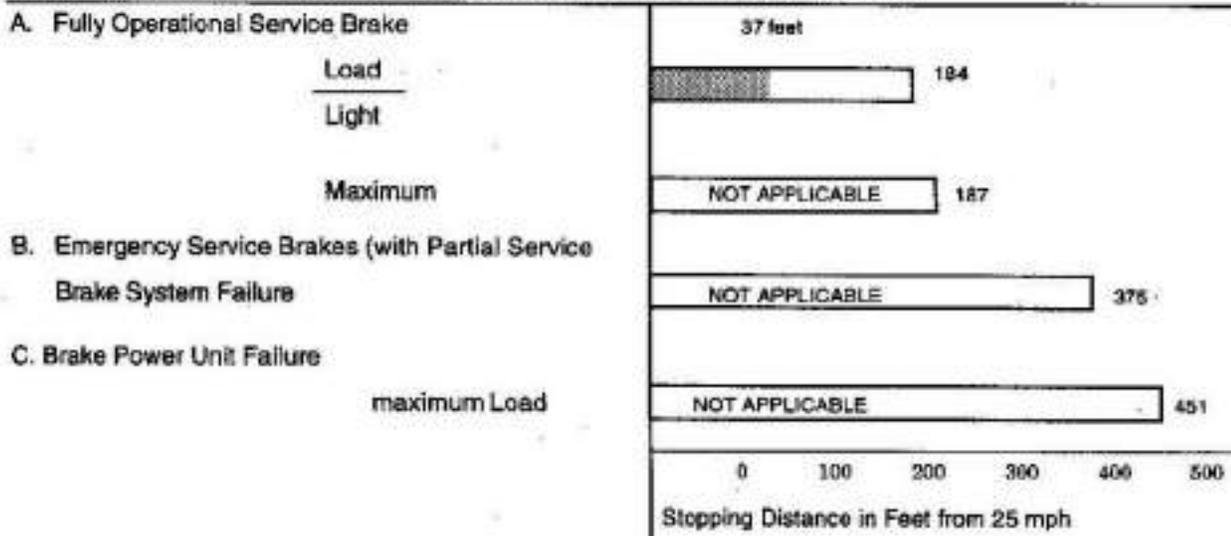 A. Fully Operational Service Brake
37 feet
Load
184
Light
Maximum
NOT APPLICABLE 187
B. Emergency Service Brakes (with Partial Service
Brake System Failure
NOT APPLICABLE 375
C. Brake Power Unit Failure
maximum Load
NOT APPLICABLE 451
0 100 200 300 400 500
Stopping Distance in Feet from 25 mph